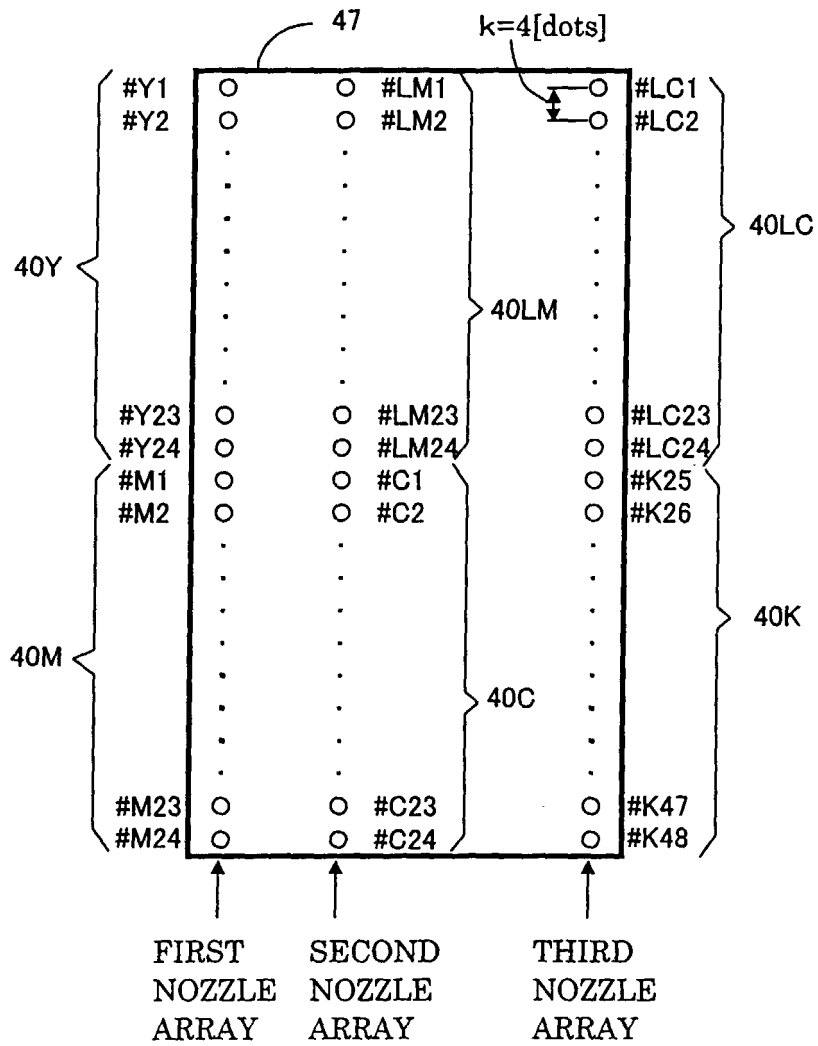 47
k=4[dots]
#Y1 #LM1 #LC1
#Y2 #LM2 #LC2
40Y 40LM 40LC
#Y23 #LM23 #LC23
#Y24 #LM24 #LC24
#M1 #C1 #K25
#M2 #C2 #K26
40M 40C 40K
#M23 #C23 #K47
#M24 #C24 #K48
FIRST SECOND THIRD
NOZZLE NOZZLE NOZZLE
ARRAY ARRAY ARRAY